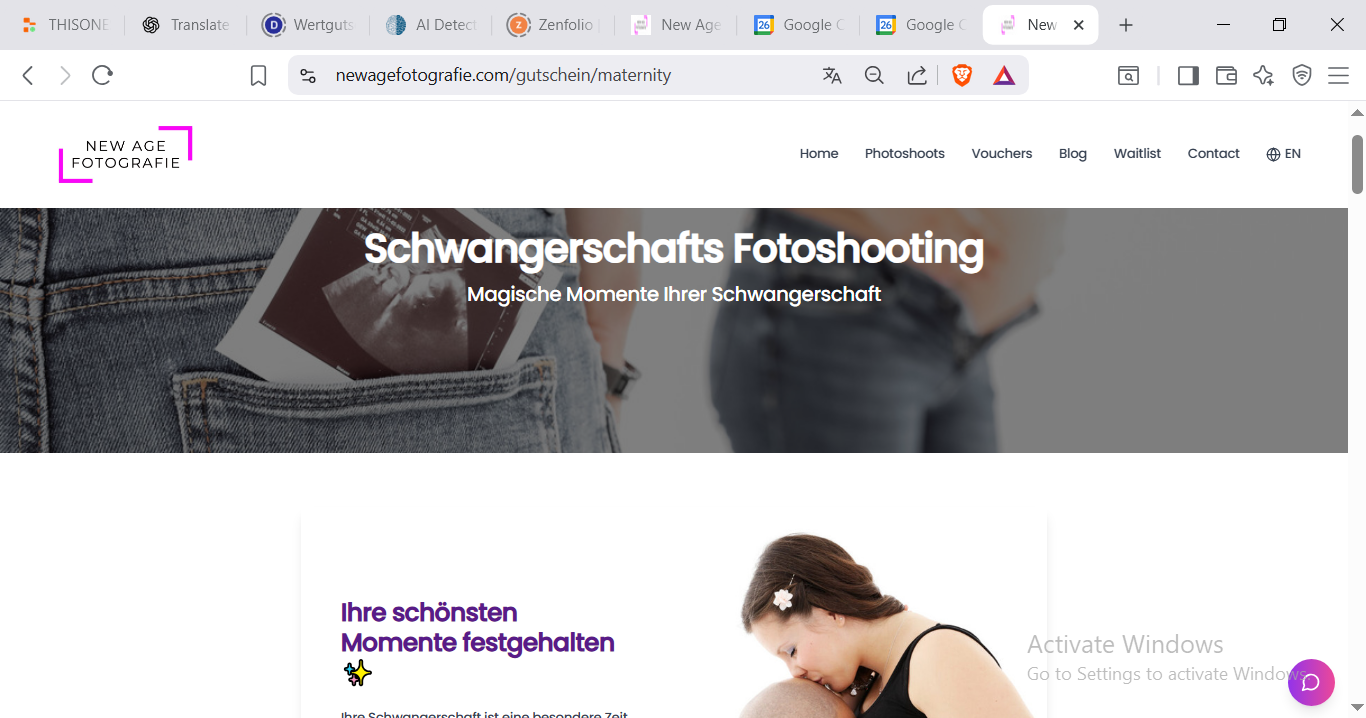 THISONE
Translate
Wertguts
AI Detect
Zenfolio
New Age
26
Google C
26
Google C
New
newagefotografie.com/gutschein/maternity
NEW AGE
FOTOGRAFIE
Home
Photoshoots
Vouchers
Blog
Waitlist
Contact
EN
Schwangerschafts Fotoshooting
Magische Momente Ihrer Schwangerschaft
Ihre schönsten
Momente festgehalten
✨
Ihre Schwangerschaft ist eine besondere Zeit
Activate Windows
Go to Settings to activate Windows.